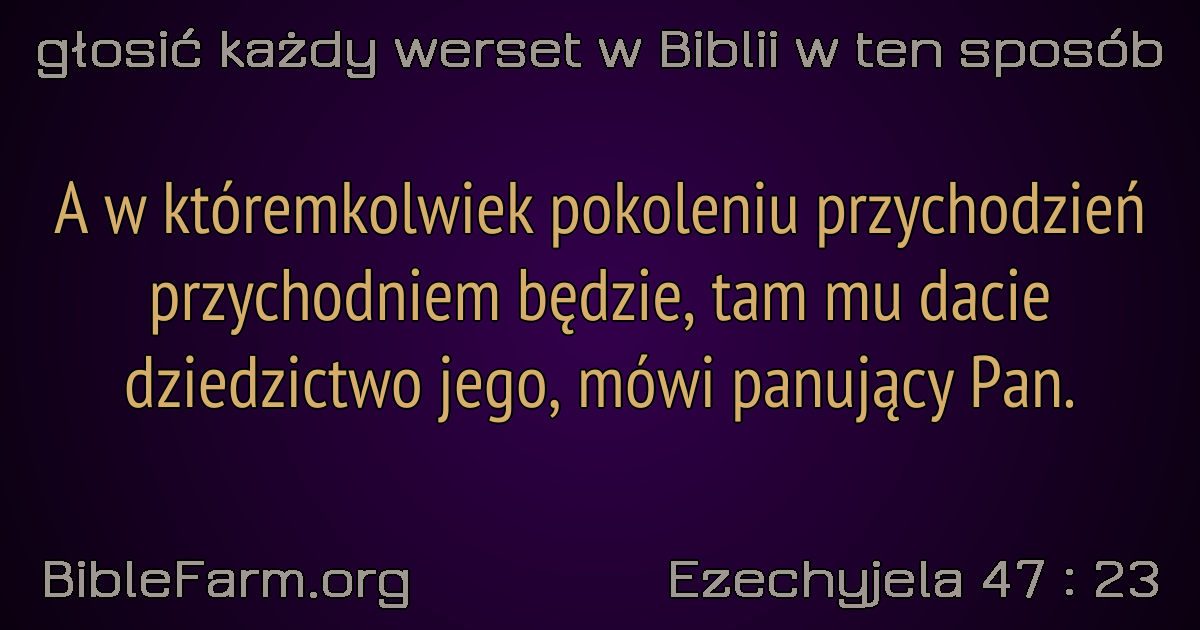 głosić każdy werset w Biblii w ten sposób
A w któremkolwiek pokoleniu przychodzień
przychodniem będzie, tam mu dacie
dziedzictwo jego, mówi panujący Pan.
BibleFarm.org
Ezechyjela 47 : 23